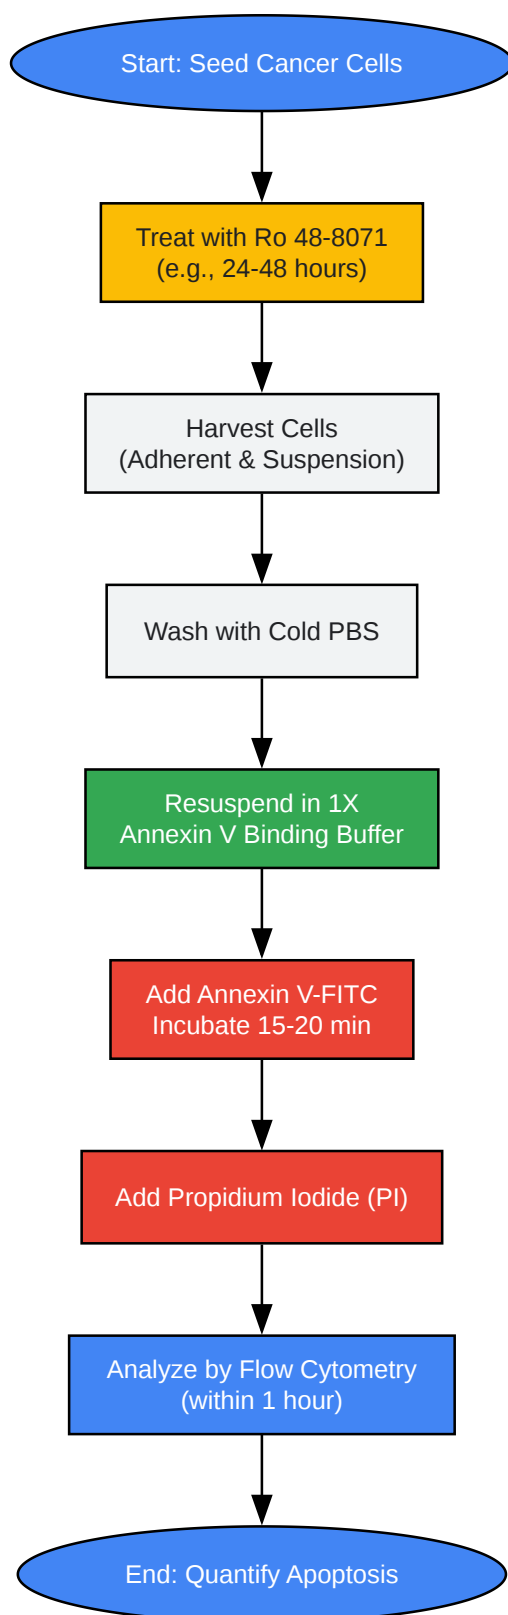 Start: Seed Cancer Cells
Treat with Ro 48-8071
(e.g., 24-48 hours)
Harvest Cells
(Adherent & Suspension)
Wash with Cold PBS
Resuspend in 1X
Annexin V Binding Buffer
Add Annexin V-FITC
Incubate 15-20 min
Add Propidium Iodide (PI)
Analyze by Flow Cytometry
(within 1 hour)
End: Quantify Apoptosis